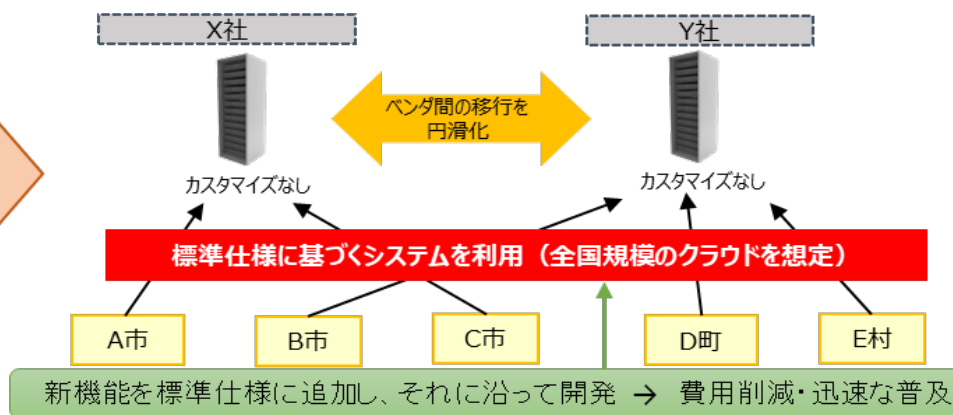 X社
Y社
ベンダ間の移行を
円滑化
カスタマイズなし
カスタマイズなし
標準仕様に基づくシステムを利用（全国規模のクラウドを想定）
A市
B市
C市
D町
E村
新機能を標準仕様に追加し、それに沿って開発 → 費用削減・迅速な普及